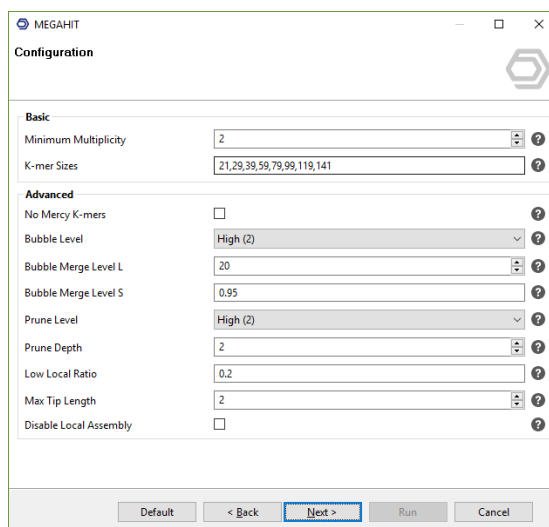 MEGAHIT
Configuration
Basic
Minimum Multiplicity 2
K-mer Sizes 21,29,39,59,79,99,119,141
Advanced
No Mercy K-mers
Bubble Level High (2)
Bubble Merge Level L 20
Bubble Merge Level S 0.95
Prune Level High (2)
Prune Depth 2
Low Local Ratio 0.2
Max Tip Length 2
Disable Local Assembly
Default < Back Next > Run Cancel